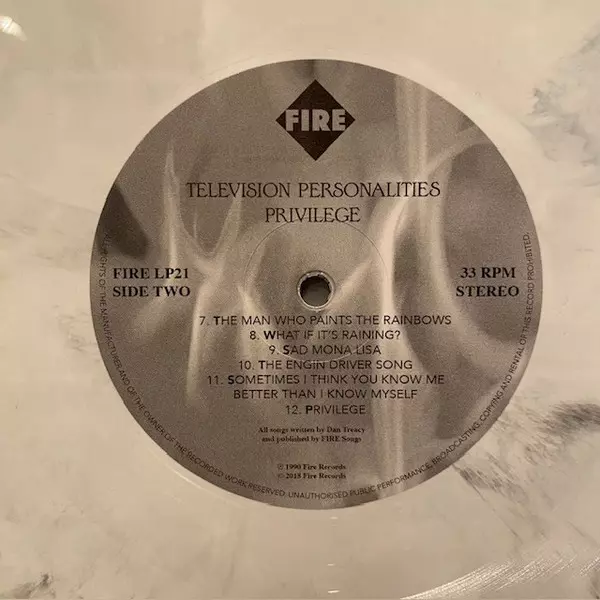 FIRE
TELEVISION PERSONALITIES
PRIVILEGE
FIRE LP21
SIDE TWO
33 RPM
STEREO
7. THE MAN WHO PAINTS THE RAINBOWS
8. WHAT IF IT'S RAINING?
9. SAD MONA LISA
10. THE ENGIN DRIVER SONG
11. SOMETIMES I THINK YOU KNOW ME
BETTER THAN I KNOW MYSELF
12. PRIVILEGE
All songs written by Dan Treacy
and published by FIRE Songs
℗ 1990 Fire Records
© 2018 Fire Records
ALL RIGHTS OF THE MANUFACTURER AND OF THE OWNER OF THE RECORDED WORK RESERVED. UNAUTHORISED PUBLIC PERFORMANCE, BROADCASTING, COPYING AND RENTAL OF THIS RECORD PROHIBITED.